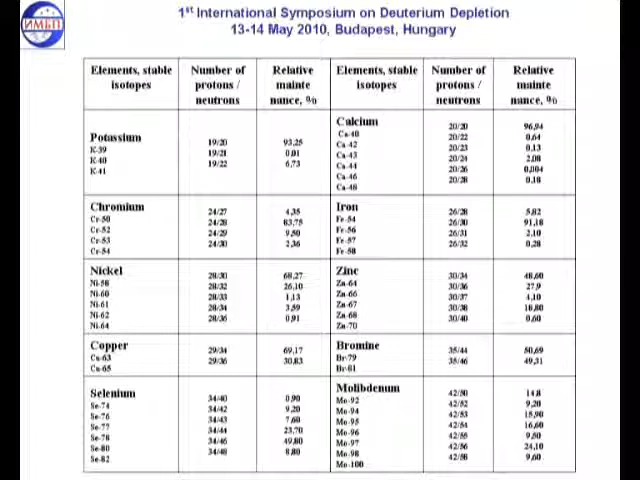 ИМБП
1st International Symposium on Deuterium Depletion
13-14 May 2010, Budapest, Hungary
Elements, stable isotopes | Number of protons / neutrons | Relative mainte nance, % | Elements, stable isotopes | Number of protons / neutrons | Relative mainte nance, %
Potassium
K-39 19/20 93,25
K-40 19/21 0,01
K-41 19/22 6,73
Calcium
Ca-40 20/20 96,94
Ca-42 20/22 0,64
Ca-43 20/23 0,13
Ca-44 20/24 2,08
Ca-46 20/26 0,004
Ca-48 20/28 0,18
Chromium
Cr-50 24/27 4,35
Cr-52 24/28 83,75
Cr-53 24/29 9,50
Cr-54 24/30 2,36
Iron
Fe-54 26/28 5,82
Fe-56 26/30 91,18
Fe-57 26/31 2,10
Fe-58 26/32 0,28
Nickel
Ni-58 28/30 68,27
Ni-60 28/32 26,10
Ni-61 28/33 1,13
Ni-62 28/34 3,59
Ni-64 28/36 0,91
Zinc
Zn-64 30/34 48,60
Zn-66 30/36 27,9
Zn-67 30/37 4,10
Zn-68 30/38 18,80
Zn-70 30/40 0,60
Copper
Cu-63 29/34 69,17
Cu-65 29/36 30,83
Bromine
Br-79 35/44 50,69
Br-81 35/46 49,31
Selenium
Se-74 34/40 0,90
Se-76 34/42 9,20
Se-77 34/43 7,60
Se-78 34/44 23,70
Se-80 34/46 49,80
Se-82 34/48 8,80
Molibdenum
Mo-92 42/50 14,8
Mo-94 42/52 9,20
Mo-95 42/53 15,90
Mo-96 42/54 16,60
Mo-97 42/55 9,50
Mo-98 42/56 24,10
Mo-100 42/58 9,60